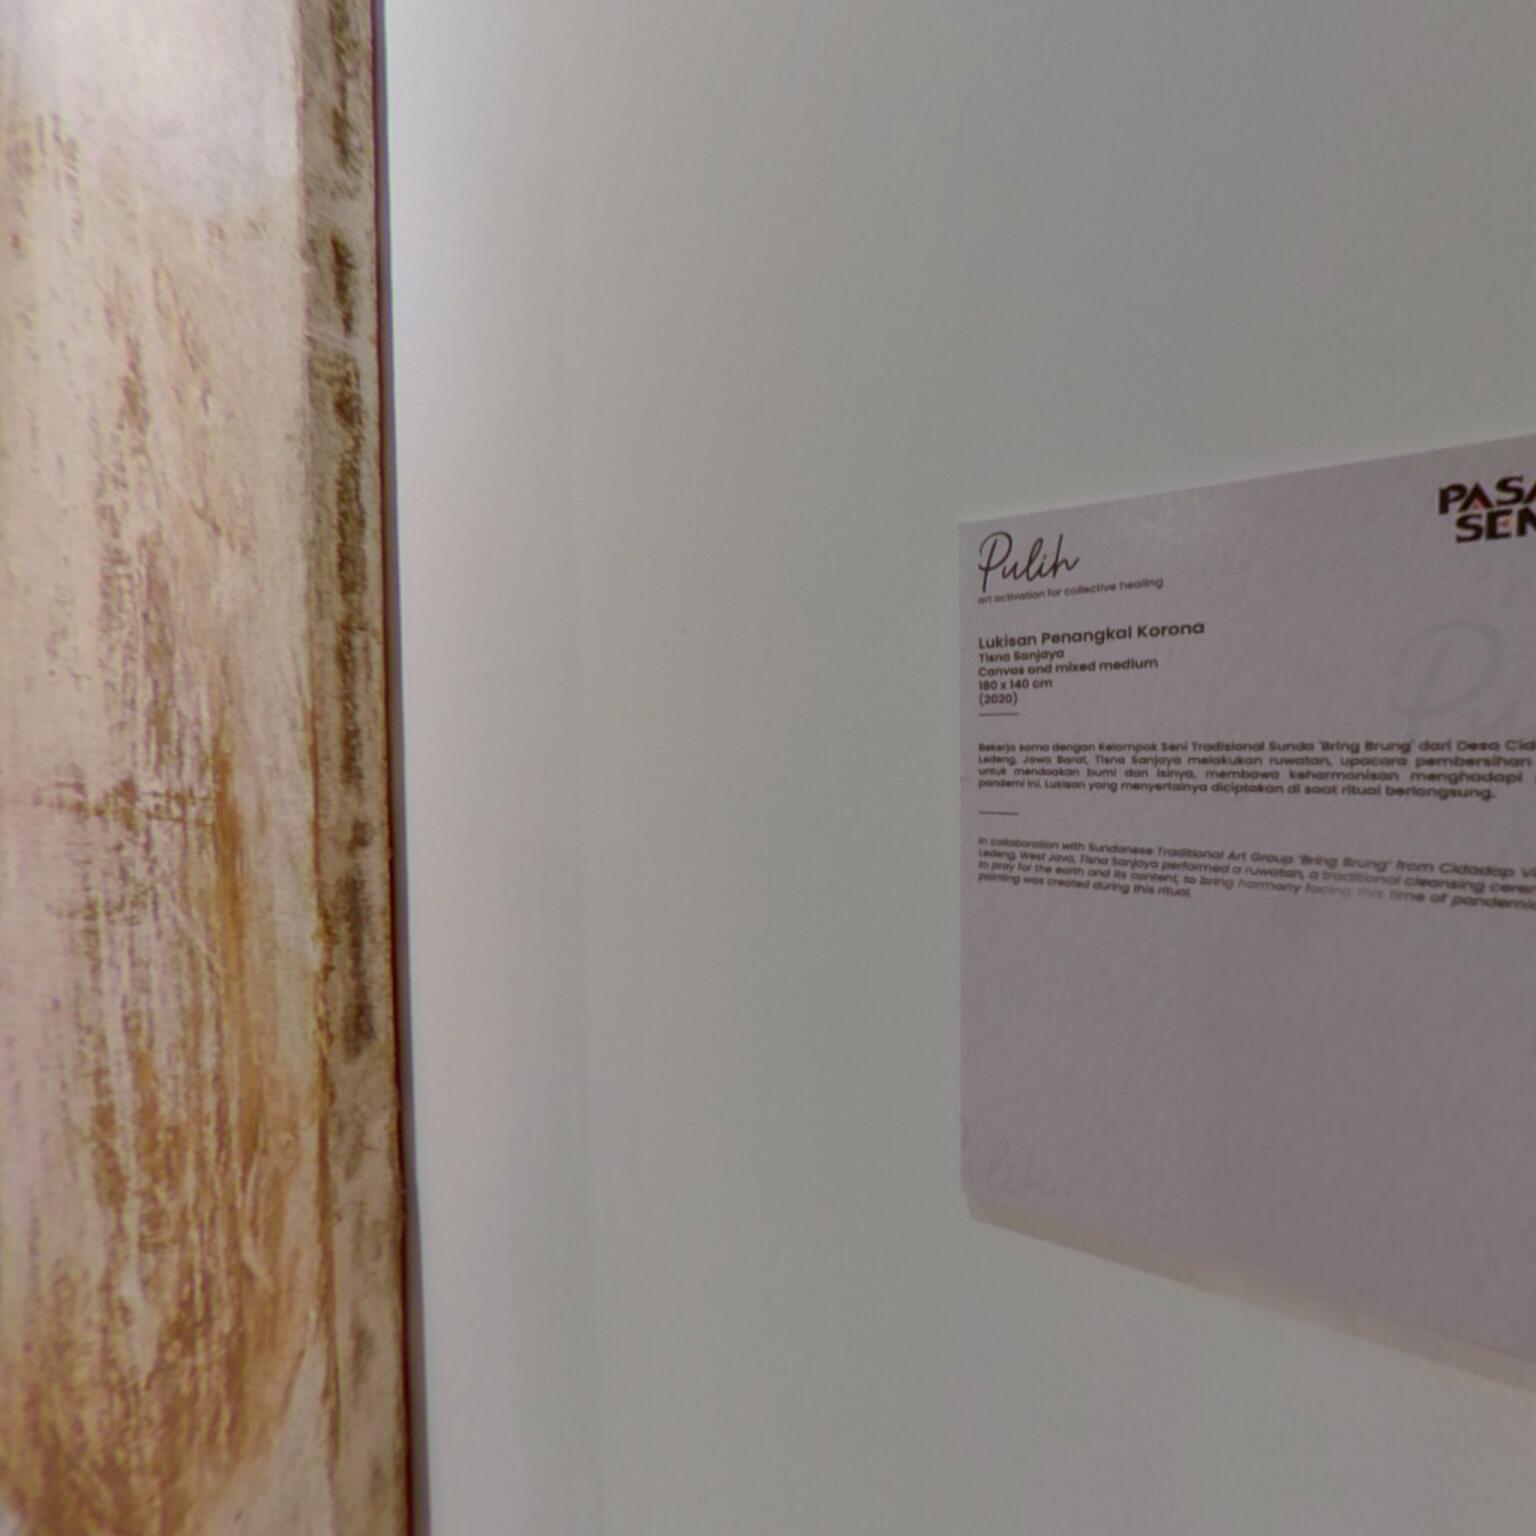 Pulih
art activation for collective healing
PASA
SEN
Lukisan Penangkal Korona
Tisna Sanjaya
Canvas and mixed medium
180 x 140 cm
(2020)
Bekerja sama dengan Kelompok Seni Tradisional Sunda 'Bring Brung' dari Desa Cid
Ledeng, Jawa Barat, Tisna Sanjaya melakukan ruwatan, upacara pembersihan
untuk mendoakan bumi dan isinya, membawa keharmonisan menghadapi
pandemi ini. Lukisan yang menyertainya diciptakan di saat ritual berlangsung.
In collaboration with Sundanese Traditional Art Group 'Bring Brung' from Cidadap Vi
Ledeng, West Java, Tisna Sanjaya performed a ruwatan, a traditional cleansing cere
to pray for the earth and its content, to bring harmony facing this time of pandemic
painting was created during this ritual.